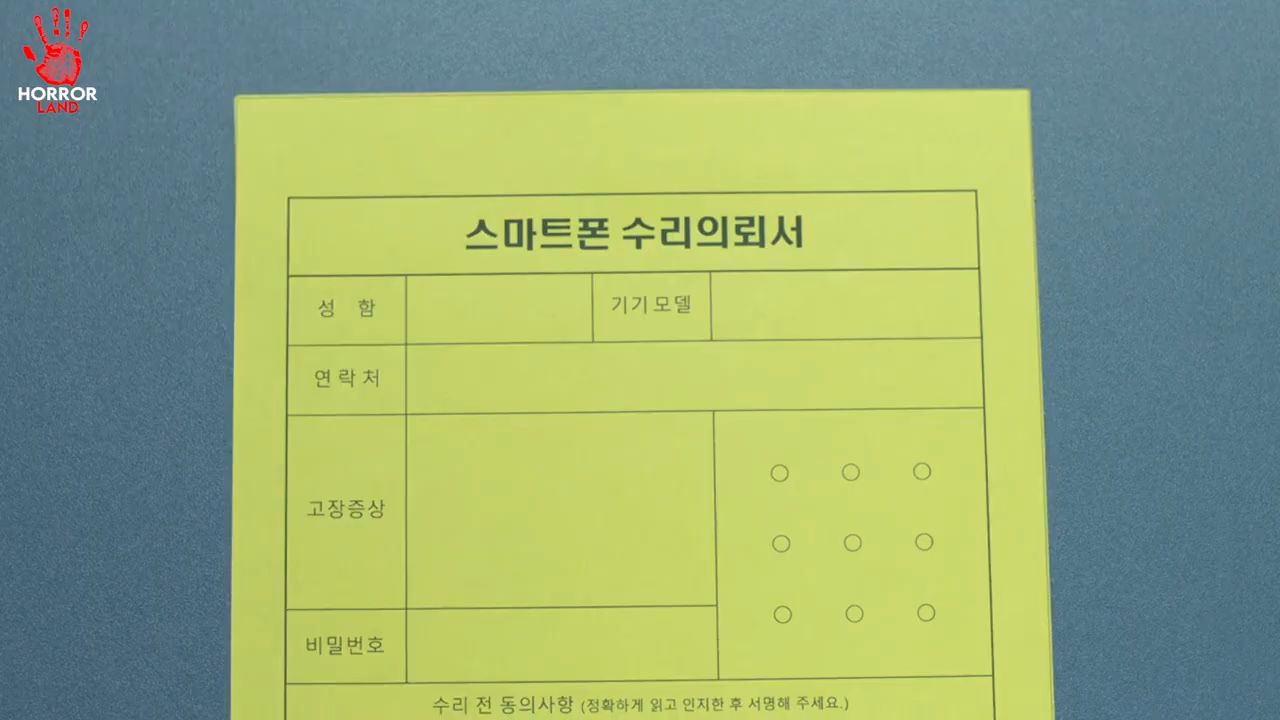 HORROR
LAND
스마트폰 수리의뢰서
성 함
기기모델
연락처
고장증상
비밀번호
수리 전 동의사항 (정확하게 읽고 인지한 후 서명해 주세요.)